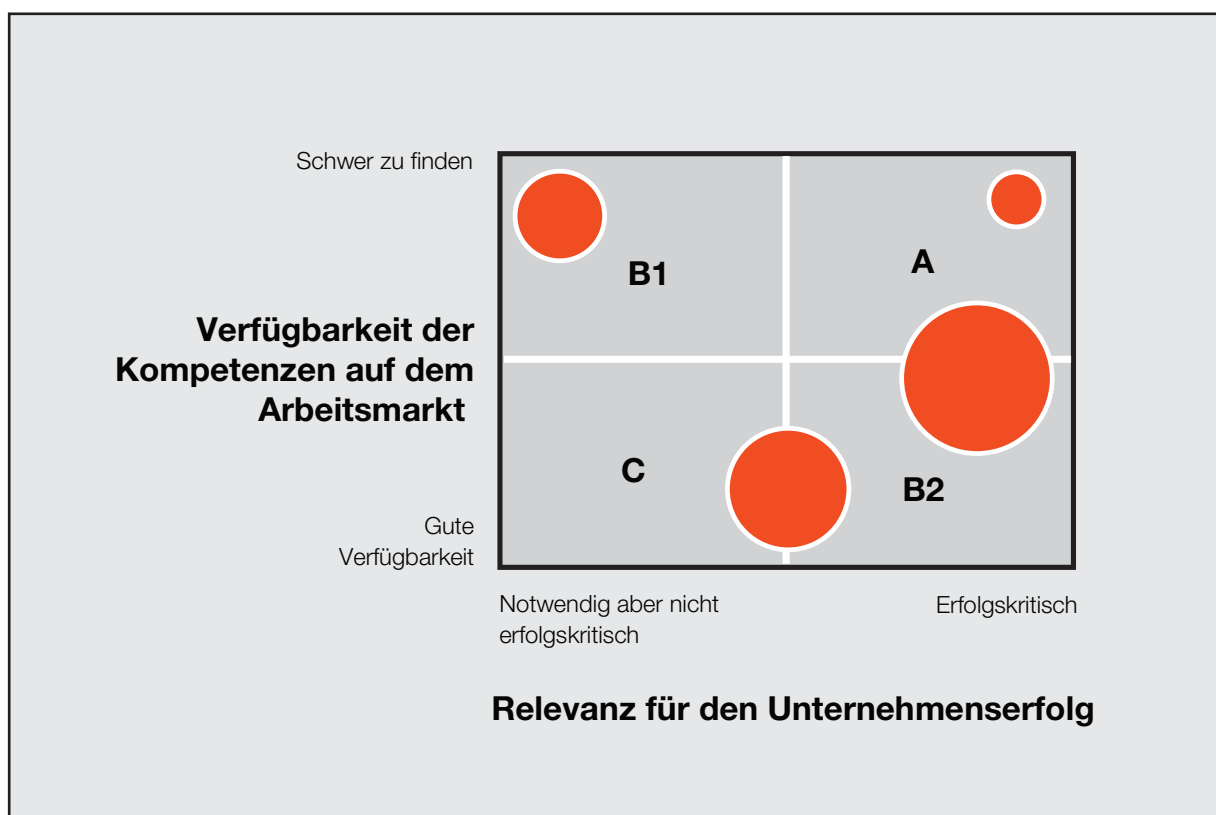 Schwer zu finden
B1
A
Verfügbarkeit der
Kompetenzen auf dem
Arbeitsmarkt
C
B2
Gute
Verfügbarkeit
Notwendig aber nicht
erfolgskritisch
Erfolgskritisch
Relevanz für den Unternehmenserfolg